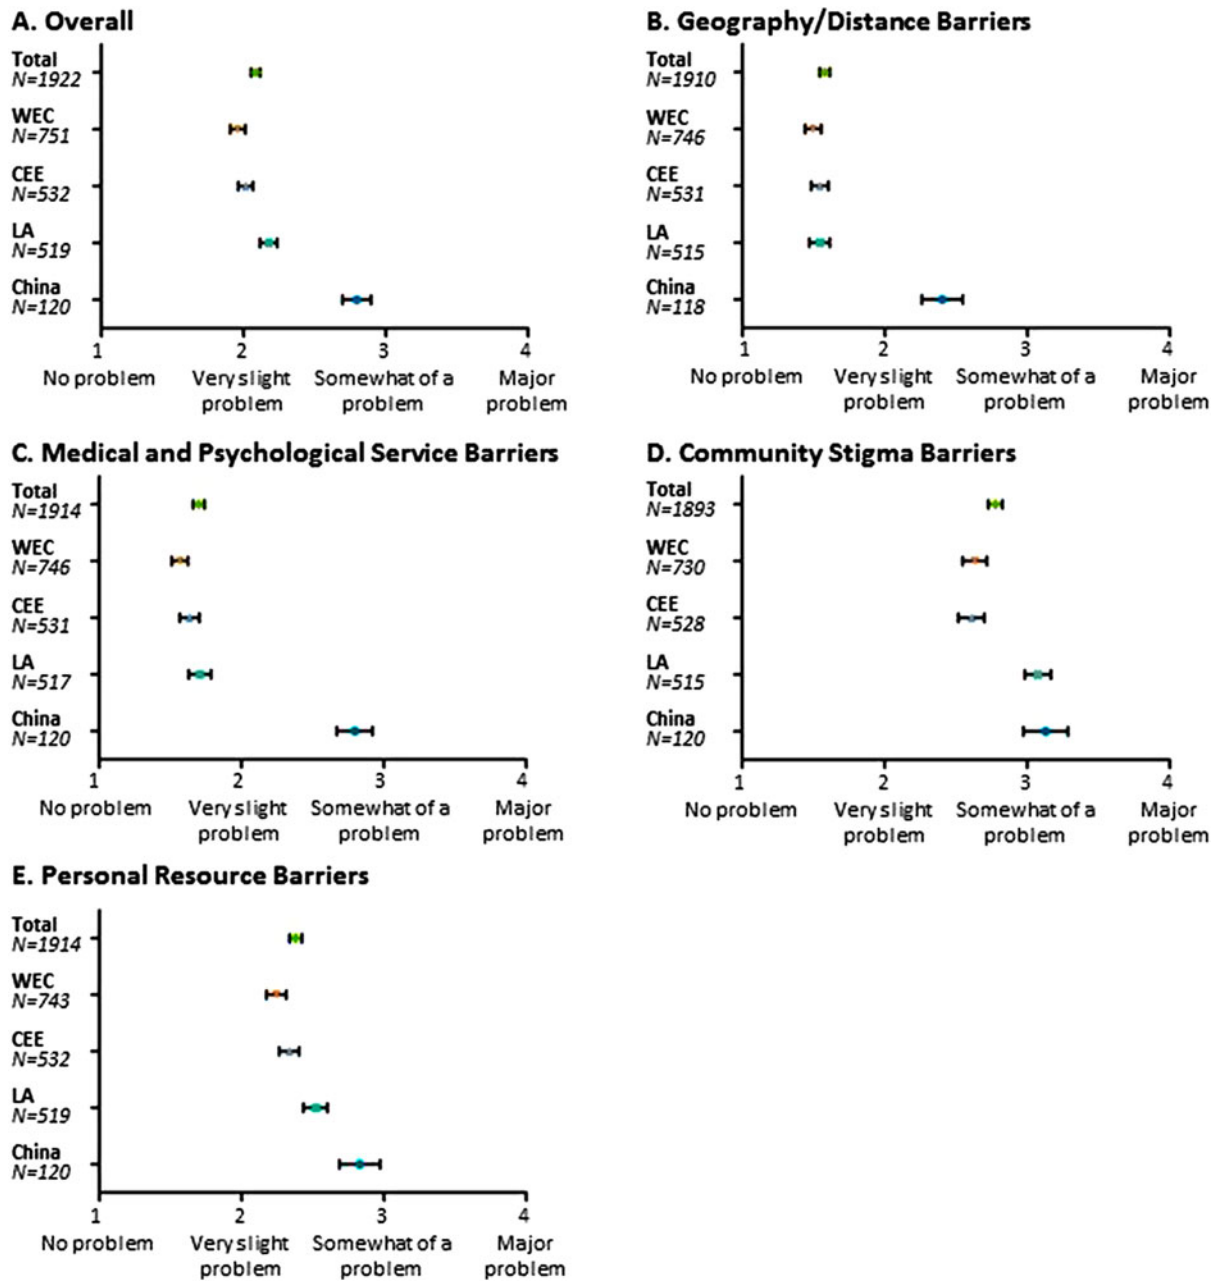 A. Overall
Total
N=1922
WEC
N=751
CEE
N=532
LA
N=519
China
N=120
1 2 3 4
No problem Very slight problem Somewhat of a problem Major problem
B. Geography/Distance Barriers
Total
N=1910
WEC
N=746
CEE
N=531
LA
N=515
China
N=118
1 2 3 4
No problem Very slight problem Somewhat of a problem Major problem
C. Medical and Psychological Service Barriers
Total
N=1914
WEC
N=746
CEE
N=531
LA
N=517
China
N=120
1 2 3 4
No problem Very slight problem Somewhat of a problem Major problem
D. Community Stigma Barriers
Total
N=1893
WEC
N=730
CEE
N=528
LA
N=515
China
N=120
1 2 3 4
No problem Very slight problem Somewhat of a problem Major problem
E. Personal Resource Barriers
Total
N=1914
WEC
N=743
CEE
N=532
LA
N=519
China
N=120
1 2 3 4
No problem Very slight problem Somewhat of a problem Major problem